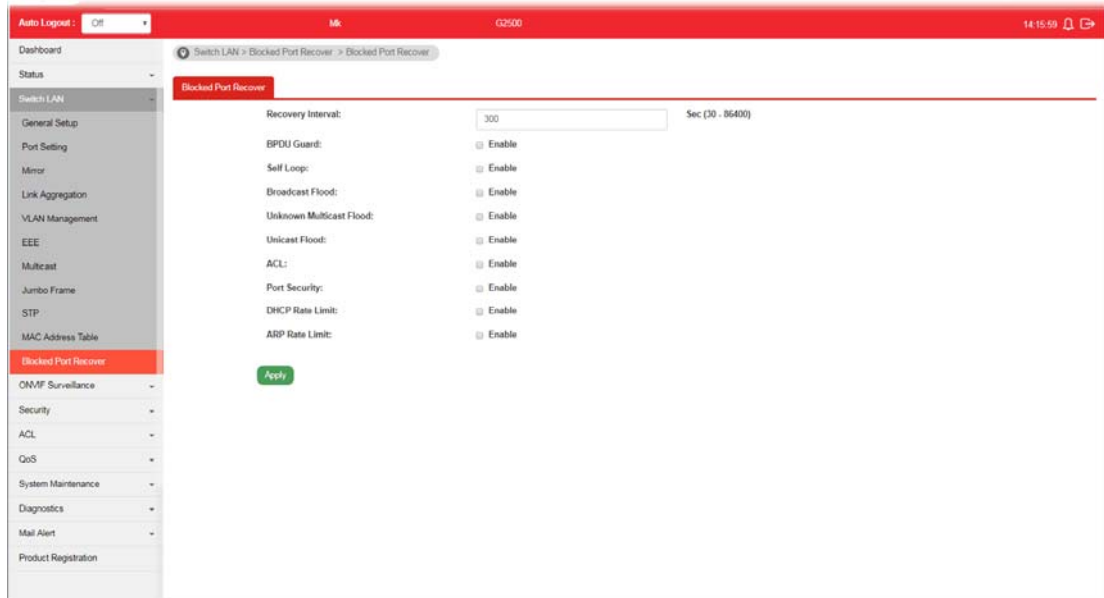 Auto Logout : Off Mk G2500 14:15:59
Dashboard
Status
Switch LAN
General Setup
Port Setting
Mirror
Link Aggregation
VLAN Management
EEE
Multicast
Jumbo Frame
STP
MAC Address Table
Blocked Port Recover
ONVIF Surveillance
Security
ACL
QoS
System Maintenance
Diagnostics
Mail Alert
Product Registration
Switch LAN > Blocked Port Recover > Blocked Port Recover
Blocked Port Recover
Recovery Interval: 300 Sec (30 - 86400)
BPDU Guard: Enable
Self Loop: Enable
Broadcast Flood: Enable
Unknown Multicast Flood: Enable
Unicast Flood: Enable
ACL: Enable
Port Security: Enable
DHCP Rate Limit: Enable
ARP Rate Limit: Enable
Apply